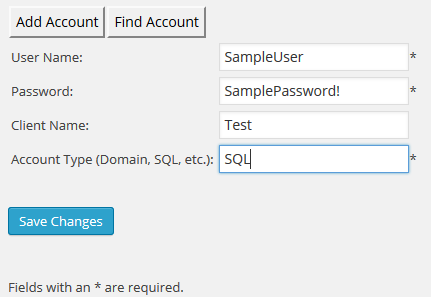 Add Account Find Account
User Name: SampleUser *
Password: SamplePassword! *
Client Name: Test
Account Type (Domain, SQL, etc.): SQL *
Save Changes
Fields with an * are required.